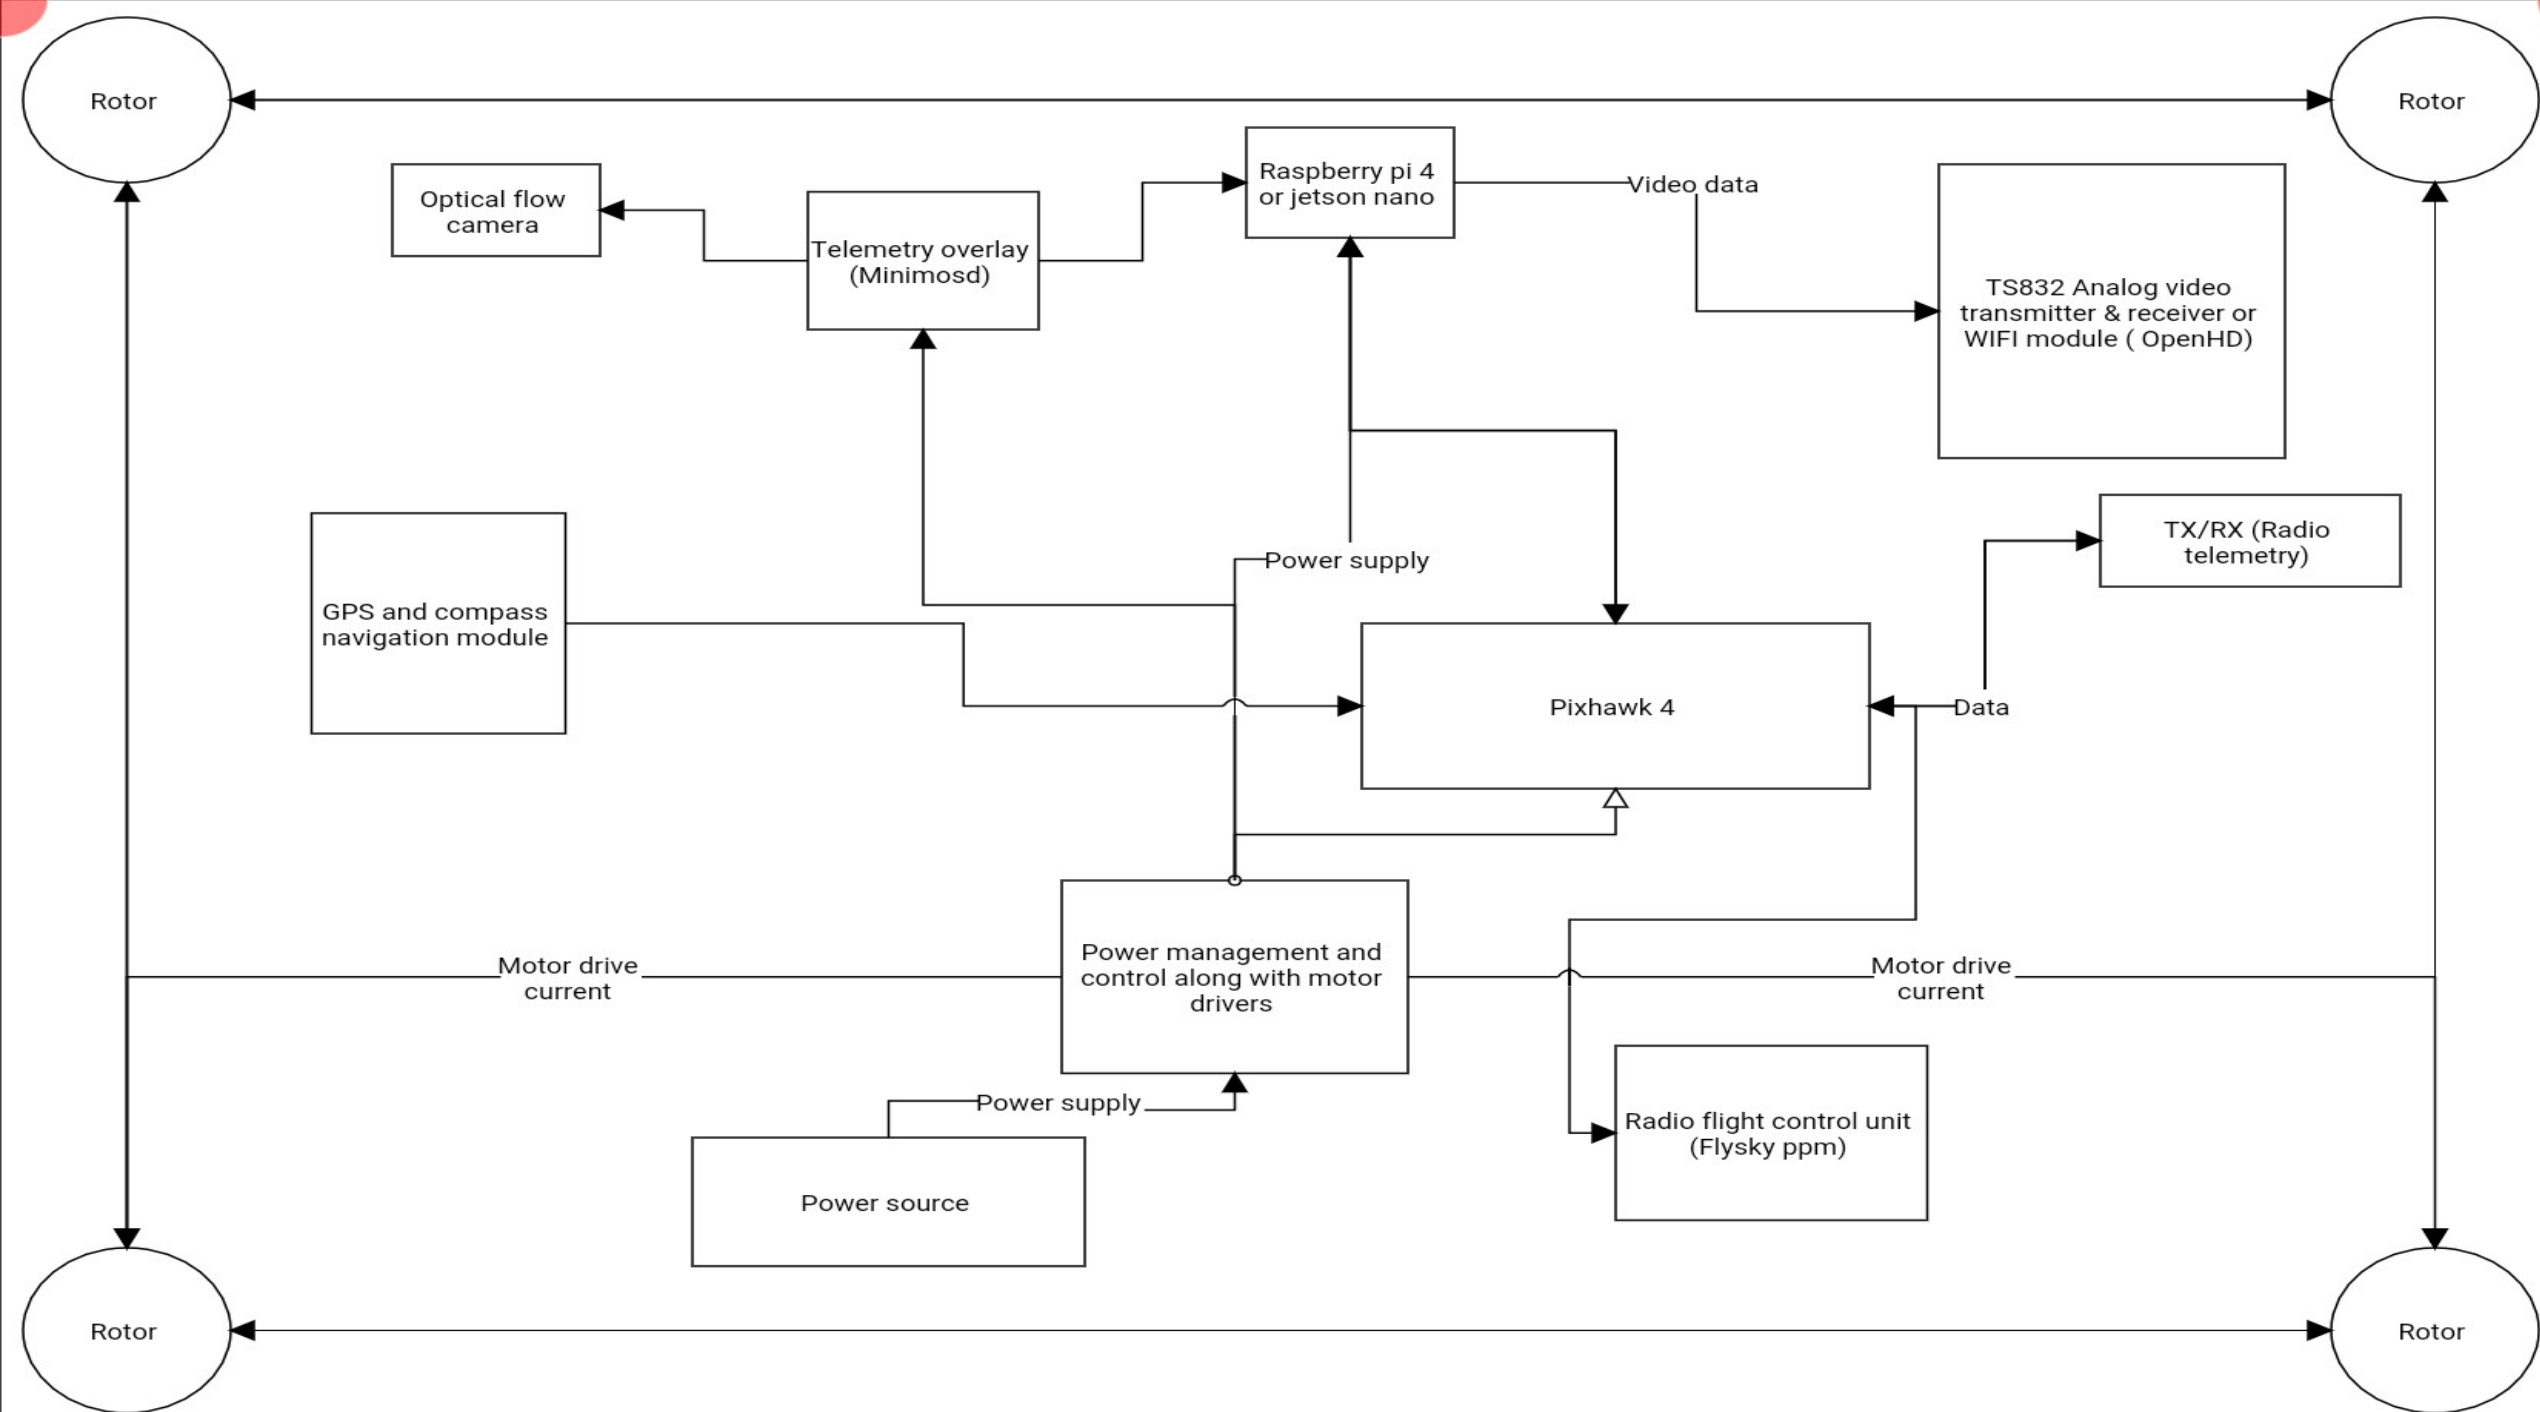 Rotor
Rotor
Raspberry pi 4
or jetson nano
Video data
Optical flow
camera
Telemetry overlay
(Minimosd)
TS832 Analog video
transmitter & receiver or
WIFI module ( OpenHD)
TX/RX (Radio
telemetry)
Power supply
GPS and compass
navigation module
Pixhawk 4
Data
Motor drive
current
Power management and
control along with motor
drivers
Motor drive
current
Power supply
Radio flight control unit
(Flysky ppm)
Power source
Rotor
Rotor